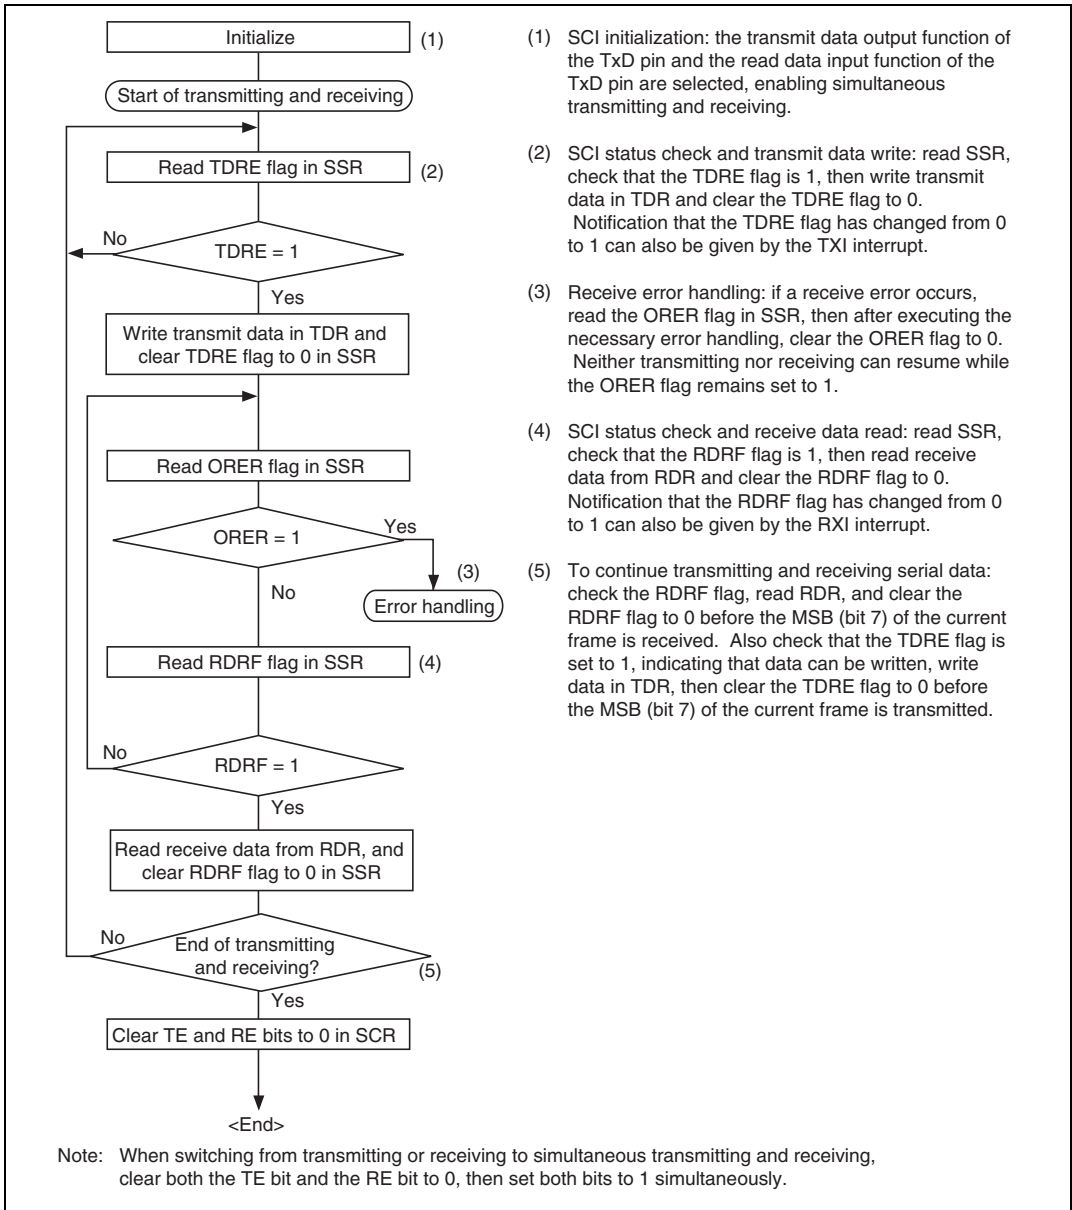 Initialize
(1)
Start of transmitting and receiving
Read TDRE flag in SSR
(2)
No
TDRE = 1
Yes
Write transmit data in TDR and
clear TDRE flag to 0 in SSR
Read ORER flag in SSR
ORER = 1
Yes
(3)
No
Error handling
Read RDRF flag in SSR
(4)
No
RDRF = 1
Yes
Read receive data from RDR, and
clear RDRF flag to 0 in SSR
No
End of transmitting
and receiving?
(5)
Yes
Clear TE and RE bits to 0 in SCR
<End>
(1) SCI initialization: the transmit data output function of
the TxD pin and the read data input function of the
TxD pin are selected, enabling simultaneous
transmitting and receiving.
(2) SCI status check and transmit data write: read SSR,
check that the TDRE flag is 1, then write transmit
data in TDR and clear the TDRE flag to 0.
Notification that the TDRE flag has changed from 0
to 1 can also be given by the TXI interrupt.
(3) Receive error handling: if a receive error occurs,
read the ORER flag in SSR, then after executing the
necessary error handling, clear the ORER flag to 0.
Neither transmitting nor receiving can resume while
the ORER flag remains set to 1.
(4) SCI status check and receive data read: read SSR,
check that the RDRF flag is 1, then read receive
data from RDR and clear the RDRF flag to 0.
Notification that the RDRF flag has changed from 0
to 1 can also be given by the RXI interrupt.
(5) To continue transmitting and receiving serial data:
check the RDRF flag, read RDR, and clear the
RDRF flag to 0 before the MSB (bit 7) of the current
frame is received. Also check that the TDRE flag is
set to 1, indicating that data can be written, write
data in TDR, then clear the TDRE flag to 0 before
the MSB (bit 7) of the current frame is transmitted.
Note: When switching from transmitting or receiving to simultaneous transmitting and receiving,
clear both the TE bit and the RE bit to 0, then set both bits to 1 simultaneously.